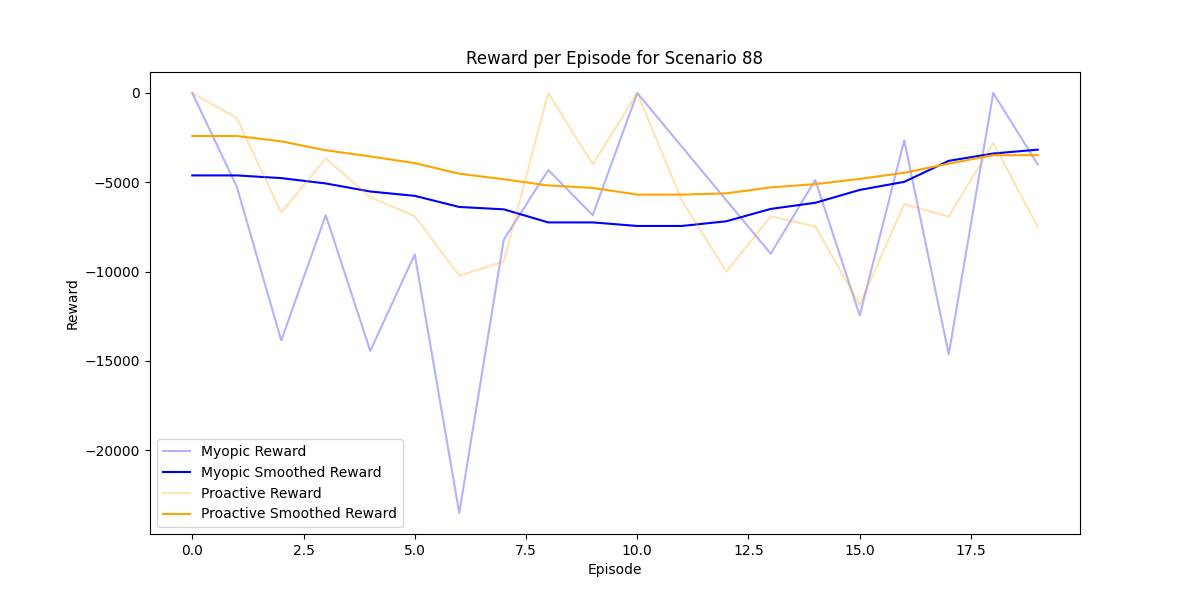 Reward per Episode for Scenario 88
0
−5000
−10000
−15000
−20000
Reward
Myopic Reward
Myopic Smoothed Reward
Proactive Reward
Proactive Smoothed Reward
0.0 2.5 5.0 7.5 10.0 12.5 15.0 17.5
Episode